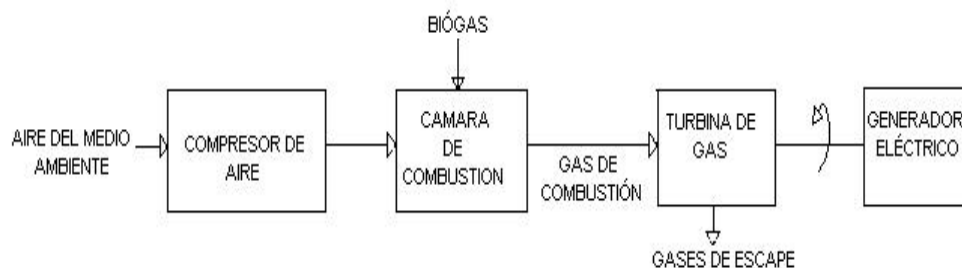 BIÓGAS
AIRE DEL MEDIO
AMBIENTE
COMPRESOR DE
AIRE
CAMARA
DE
COMBUSTION
GAS DE
COMBUSTIÓN
TURBINA DE
GAS
GASES DE ESCAPE
GENERADOR
ELÉCTRICO